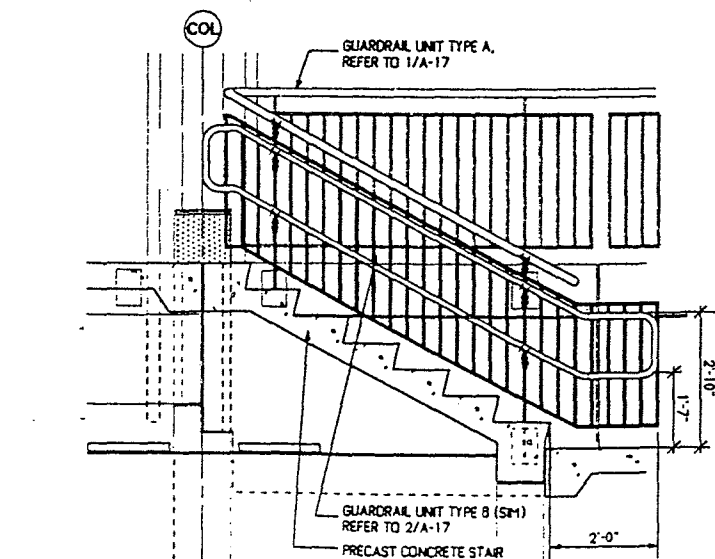 COL
GUARDRAIL UNIT TYPE A,
REFER TO 1/A-17
2'-10"
1'-7"
GUARDRAIL UNIT TYPE B (SIM)
REFER TO 2/A-17
2'-0"
PRECAST CONCRETE STAIR